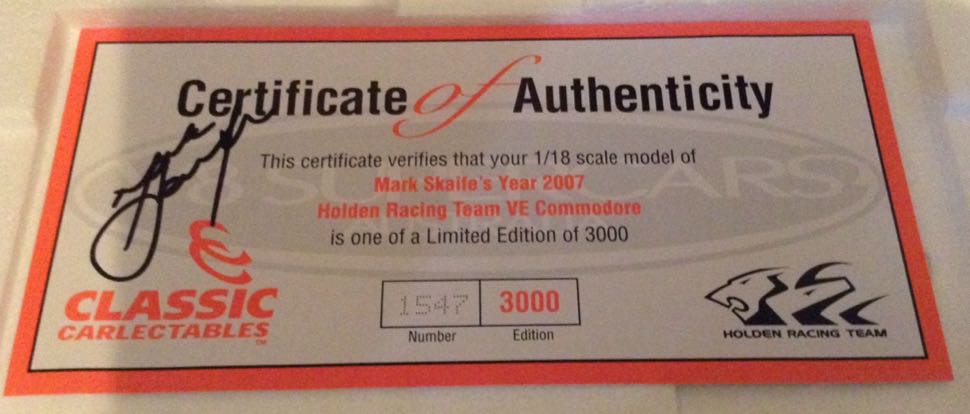 Certificate of Authenticity
This certificate verifies that your 1/18 scale model of
Mark Skaife's Year 2007
Holden Racing Team VE Commodore
is one of a Limited Edition of 3000
CLASSIC
CARLECTABLES
TM
1547 3000
Number Edition
HOLDEN RACING TEAM